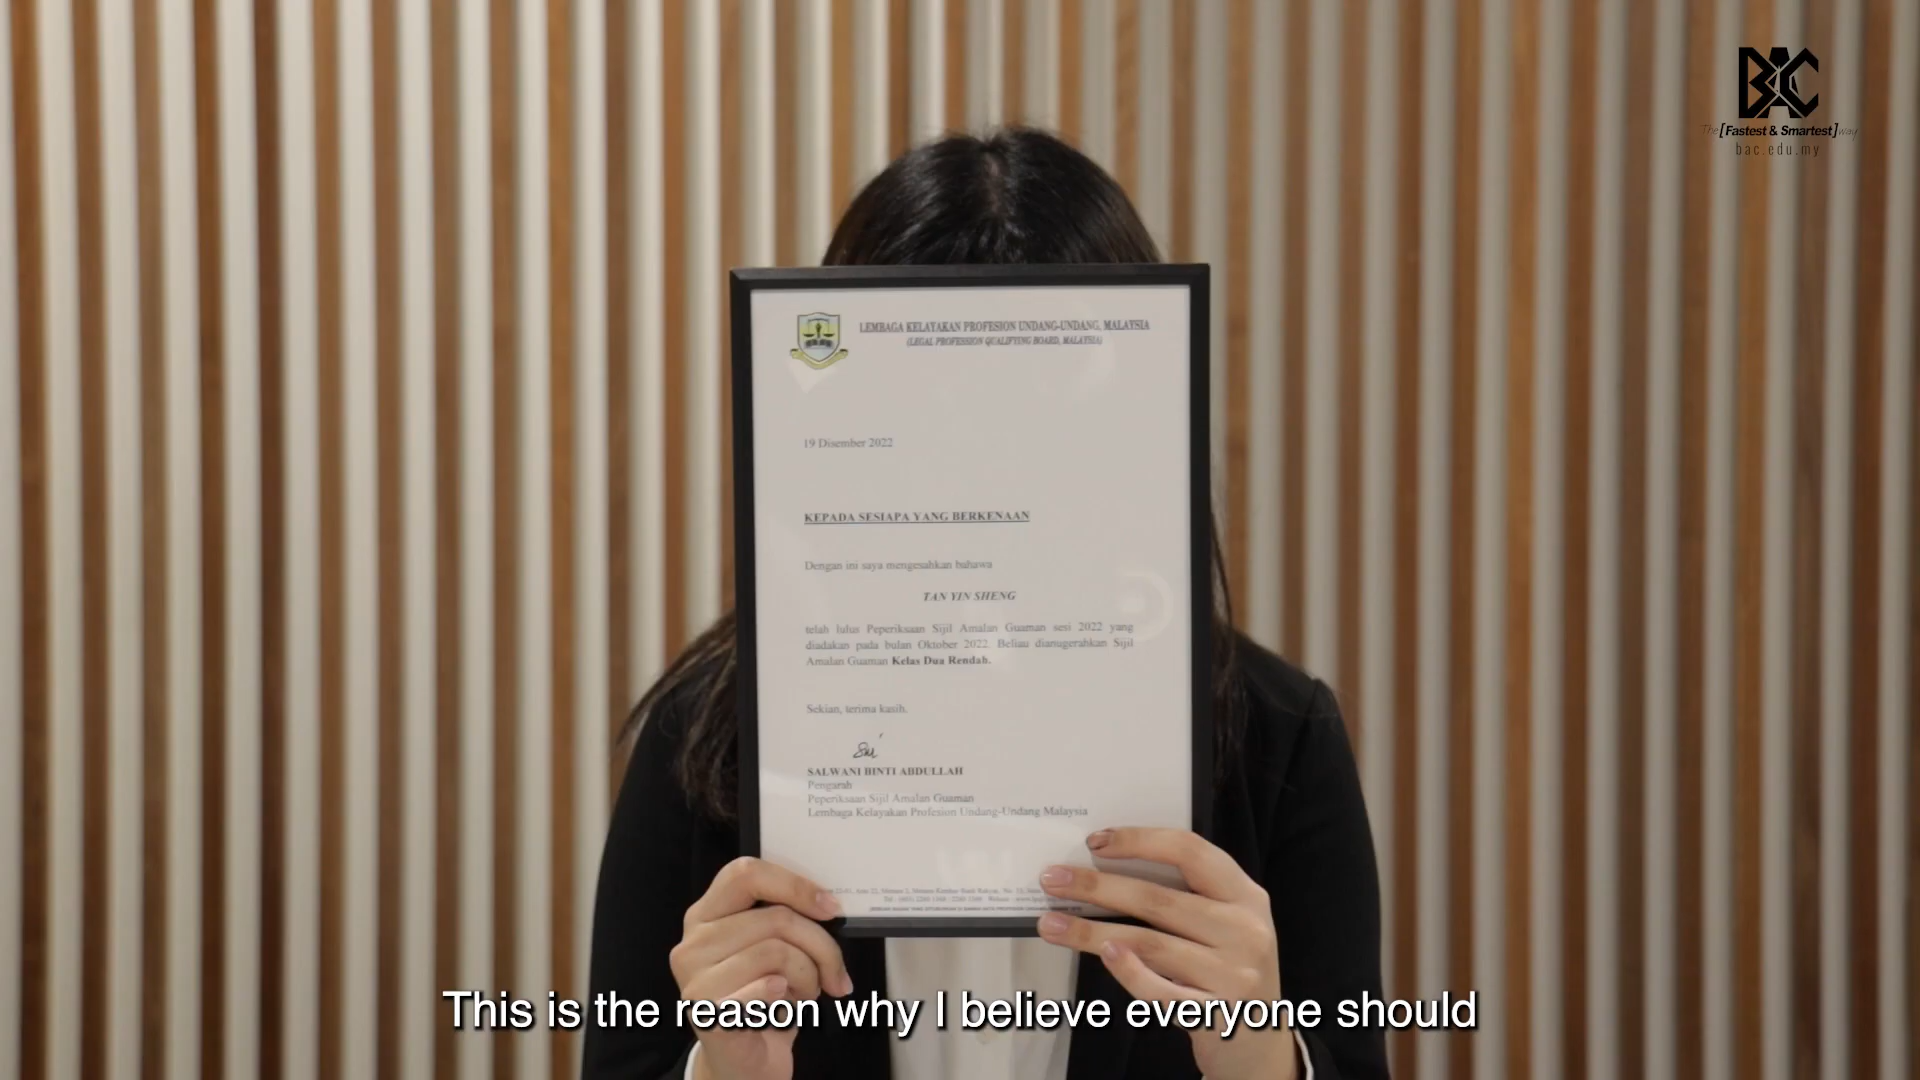 BAC
The [Fastest & Smartest] way
bac.edu.my
LEMBAGA KELAYAKAN PROFESION UNDANG-UNDANG, MALAYSIA
(LEGAL PROFESSION QUALIFYING BOARD, MALAYSIA)
19 Disember 2022
KEPADA SESIAPA YANG BERKENAAN
Dengan ini saya mengesahkan bahawa
TAN YIN SHENG
telah lulus Peperiksaan Sijil Amalan Guaman sesi 2022 yang
diadakan pada bulan Oktober 2022. Beliau dianugerahkan Sijil
Amalan Guaman Kelas Dua Rendah.
Sekian, terima kasih.
SALWANI BINTI ABDULLAH
Pengarah
Peperiksaan Sijil Amalan Guaman
Lembaga Kelayakan Profesion Undang-Undang Malaysia
This is the reason why I believe everyone should